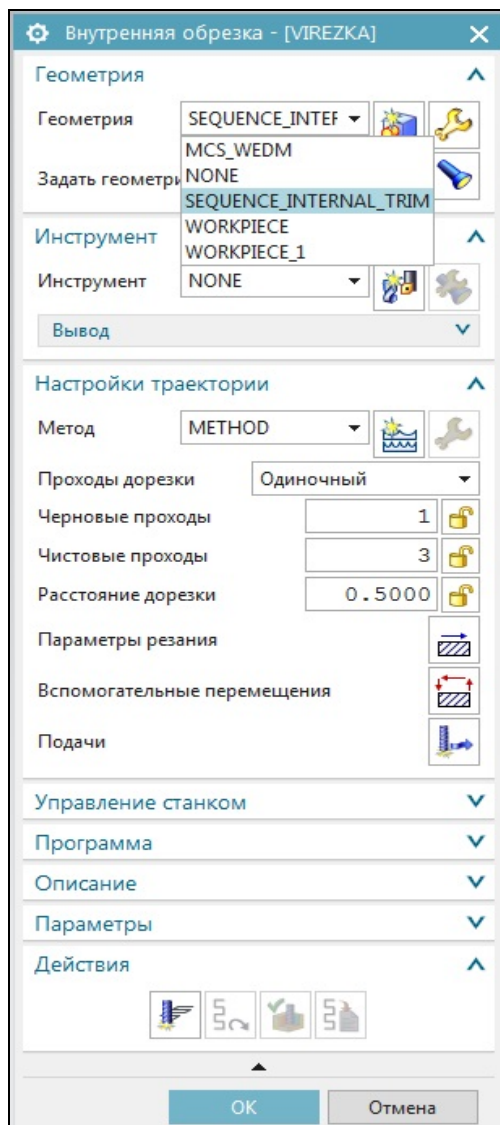 Внутренняя обрезка - [VIREZKA]
Геометрия
Геометрия SEQUENCE_INTER
MCS_WEDM
NONE
SEQUENCE_INTERNAL_TRIM
WORKPIECE
WORKPIECE_1
Задать геометри
Инструмент
Инструмент NONE
Вывод
Настройки траектории
Метод METHOD
Проходы дорезки Одиночный
Черновые проходы 1
Чистовые проходы 3
Расстояние дорезки 0.5000
Параметры резания
Вспомогательные перемещения
Подачи
Управление станком
Программа
Описание
Параметры
Действия
OK Отмена